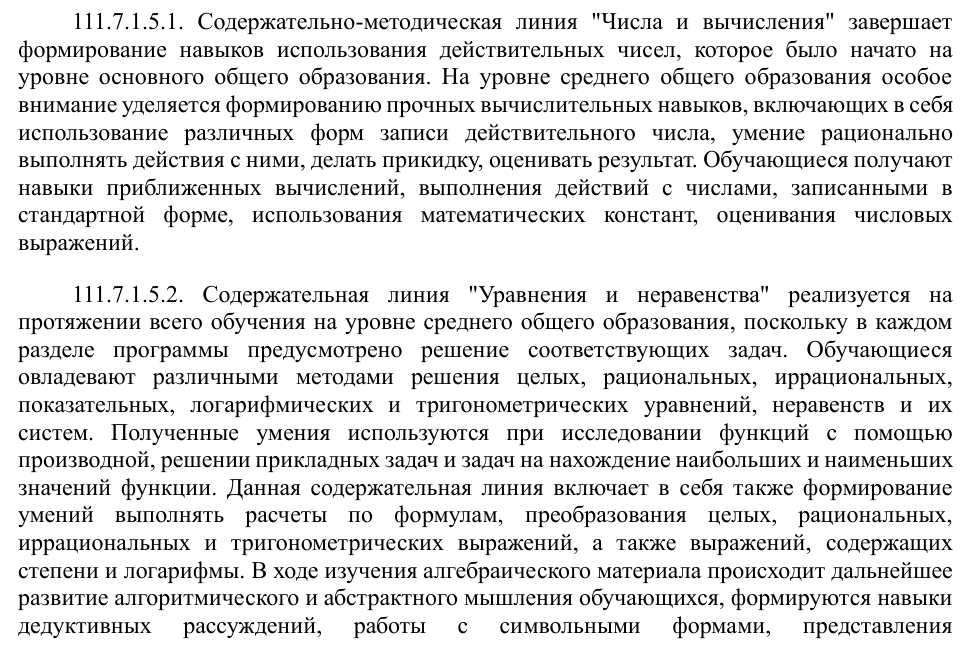 111.7.1.5.1. Содержательно-методическая линия "Числа и вычисления" завершает
формирование навыков использования действительных чисел, которое было начато на
уровне основного общего образования. На уровне среднего общего образования особое
внимание уделяется формированию прочных вычислительных навыков, включающих в себя
использование различных форм записи действительного числа, умение рационально
выполнять действия с ними, делать прикидку, оценивать результат. Обучающиеся получают
навыки приближенных вычислений, выполнения действий с числами, записанными в
стандартной форме, использования математических констант, оценивания числовых
выражений.
111.7.1.5.2. Содержательная линия "Уравнения и неравенства" реализуется на
протяжении всего обучения на уровне среднего общего образования, поскольку в каждом
разделе программы предусмотрено решение соответствующих задач. Обучающиеся
овладевают различными методами решения целых, рациональных, иррациональных,
показательных, логарифмических и тригонометрических уравнений, неравенств и их
систем. Полученные умения используются при исследовании функций с помощью
производной, решении прикладных задач и задач на нахождение наибольших и наименьших
значений функции. Данная содержательная линия включает в себя также формирование
умений выполнять расчеты по формулам, преобразования целых, рациональных,
иррациональных и тригонометрических выражений, а также выражений, содержащих
степени и логарифмы. В ходе изучения алгебраического материала происходит дальнейшее
развитие алгоритмического и абстрактного мышления обучающихся, формируются навыки
дедуктивных рассуждений, работы с символьными формами, представления